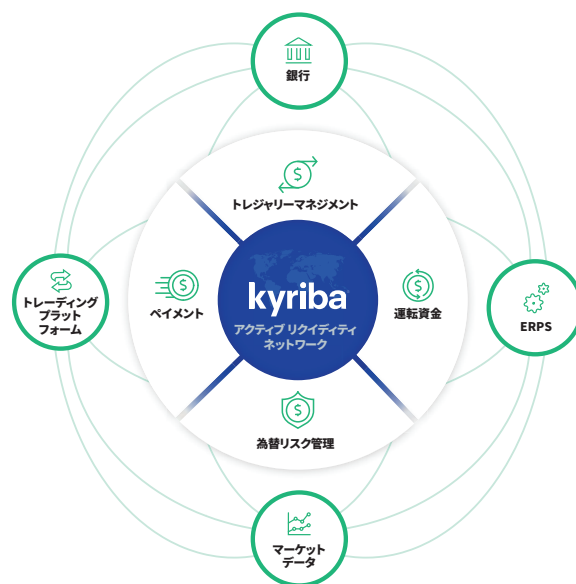 銀行
トレジャリーマネジメント
トレーディング
プラット
フォーム
ペイメント
kyriba
アクティブ リクイディティ
ネットワーク
運転資金
ERPS
為替リスク管理
マーケット
データ